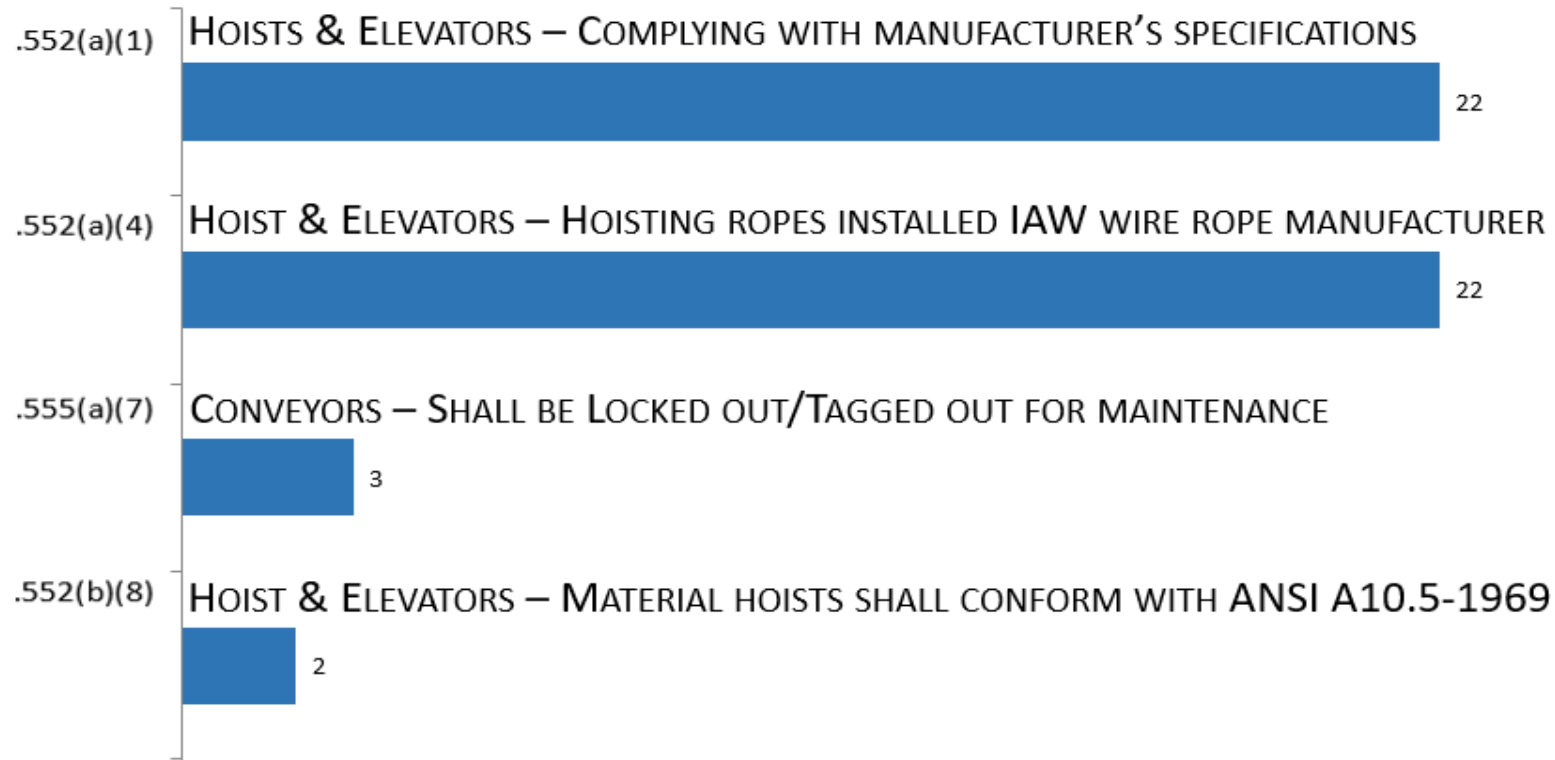 .552(a)(1) HOISTS & ELEVATORS – COMPLYING WITH MANUFACTURER'S SPECIFICATIONS
22
.552(a)(4) HOIST & ELEVATORS – HOISTING ROPES INSTALLED IAW WIRE ROPE MANUFACTURER
22
.555(a)(7) CONVEYORS – SHALL BE LOCKED OUT/TAGGED OUT FOR MAINTENANCE
3
.552(b)(8) HOIST & ELEVATORS – MATERIAL HOISTS SHALL CONFORM WITH ANSI A10.5-1969
2